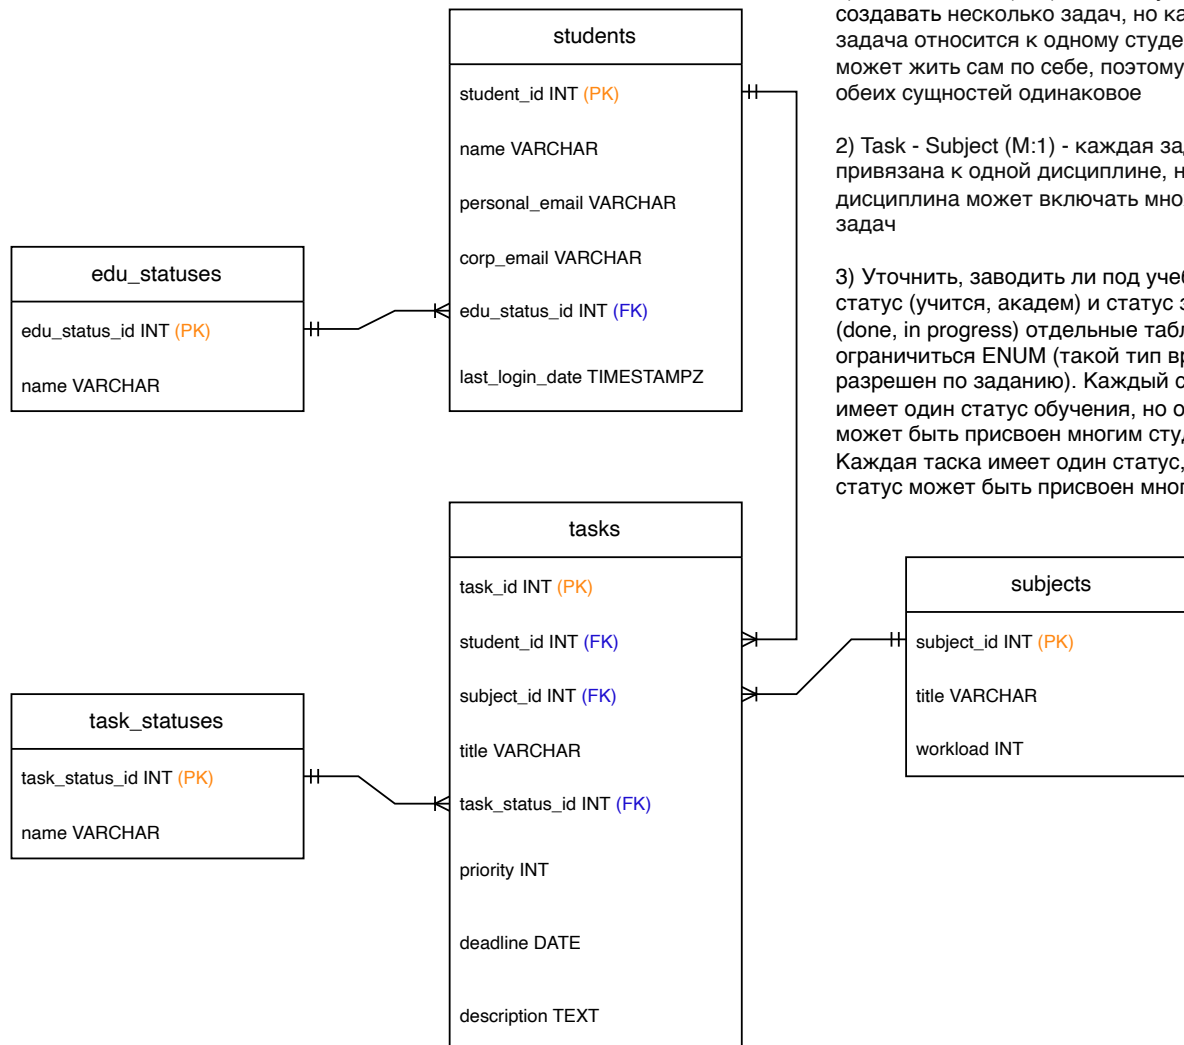 students
student_id INT (PK)
name VARCHAR
personal_email VARCHAR
corp_email VARCHAR
edu_status_id INT (FK)
last_login_date TIMESTAMPZ
edu_statuses
edu_status_id INT (PK)
name VARCHAR
создавать несколько задач, но ка
задача относится к одному студе
может жить сам по себе, поэтому
обеих сущностей одинаковое
2) Task - Subject (M:1) - каждая за
привязана к одной дисциплине, н
дисциплина может включать мно
задач
3) Уточнить, заводить ли под уче
статус (учится, академ) и статус з
(done, in progress) отдельные табл
ограничиться ENUM (такой тип вр
разрешен по заданию). Каждый с
имеет один статус обучения, но о
может быть присвоен многим сту
Каждая таска имеет один статус,
статус может быть присвоен мног
tasks
task_id INT (PK)
student_id INT (FK)
subject_id INT (FK)
title VARCHAR
task_status_id INT (FK)
priority INT
deadline DATE
description TEXT
subjects
subject_id INT (PK)
title VARCHAR
workload INT
task_statuses
task_status_id INT (PK)
name VARCHAR